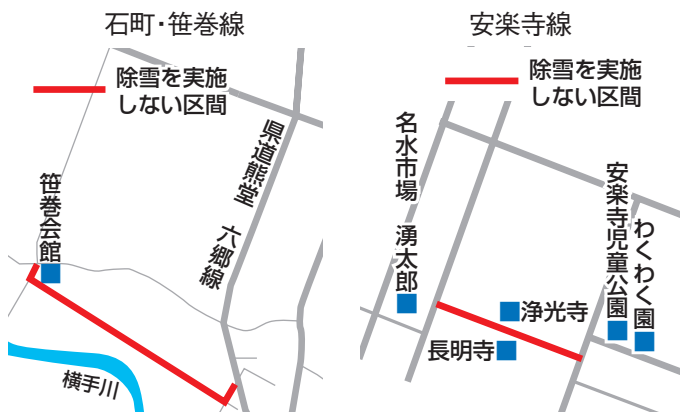 石町・笹巻線
除雪を実施
しない区間
県道熊堂 六郷線
笹巻会館
横手川
安楽寺線
除雪を実施
しない区間
名水市場 湧太郎
安楽寺児童公園
わくわく園
浄光寺
長明寺